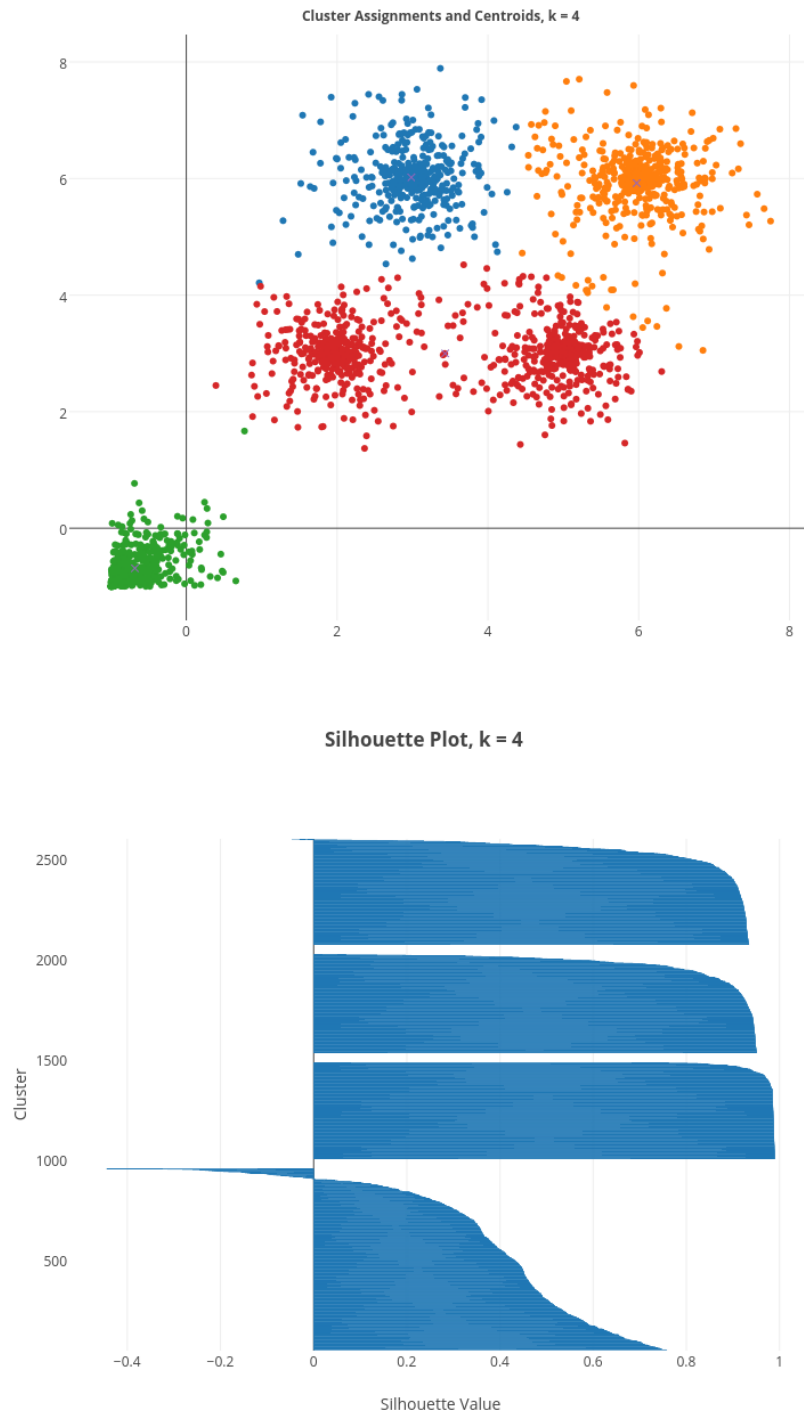 Cluster Assignments and Centroids, k = 4
8
6
4
2
0
0 2 4 6 8
Silhouette Plot, k = 4
2500
2000
1500
1000
500
Cluster
−0.4 −0.2 0 0.2 0.4 0.6 0.8 1
Silhouette Value